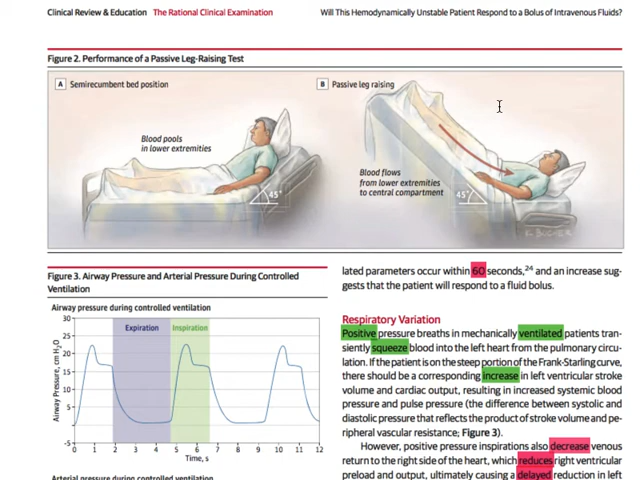 Clinical Review & Education The Rational Clinical Examination
Will This Hemodynamically Unstable Patient Respond to a Bolus of Intravenous Fluids?
Figure 2. Performance of a Passive Leg-Raising Test
A Semirecumbent bed position
B Passive leg raising
Blood pools
in lower extremities
45°
Blood flows
from lower extremities
to central compartment
45°
K. BUCHER
Figure 3. Airway Pressure and Arterial Pressure During Controlled
Ventilation
Airway pressure during controlled ventilation
Airway Pressure, cm H2O
30
25
20
15
10
5
0
-5
Expiration
Inspiration
0 1 2 3 4 5 6 7 8 9 10 11 12
Time, s
Arterial pressure during controlled ventilation
lated parameters occur within 60 seconds,24 and an increase sug-
gests that the patient will respond to a fluid bolus.
Respiratory Variation
Positive pressure breaths in mechanically ventilated patients tran-
siently squeeze blood into the left heart from the pulmonary circu-
lation. If the patient is on the steep portion of the Frank-Starling curve,
there should be a corresponding increase in left ventricular stroke
volume and cardiac output, resulting in increased systemic blood
pressure and pulse pressure (the difference between systolic and
diastolic pressure that reflects the product of stroke volume and pe-
ripheral vascular resistance; Figure 3).
However, positive pressure inspirations also decrease venous
return to the right side of the heart, which reduces right ventricular
preload and output, ultimately causing a delayed reduction in left